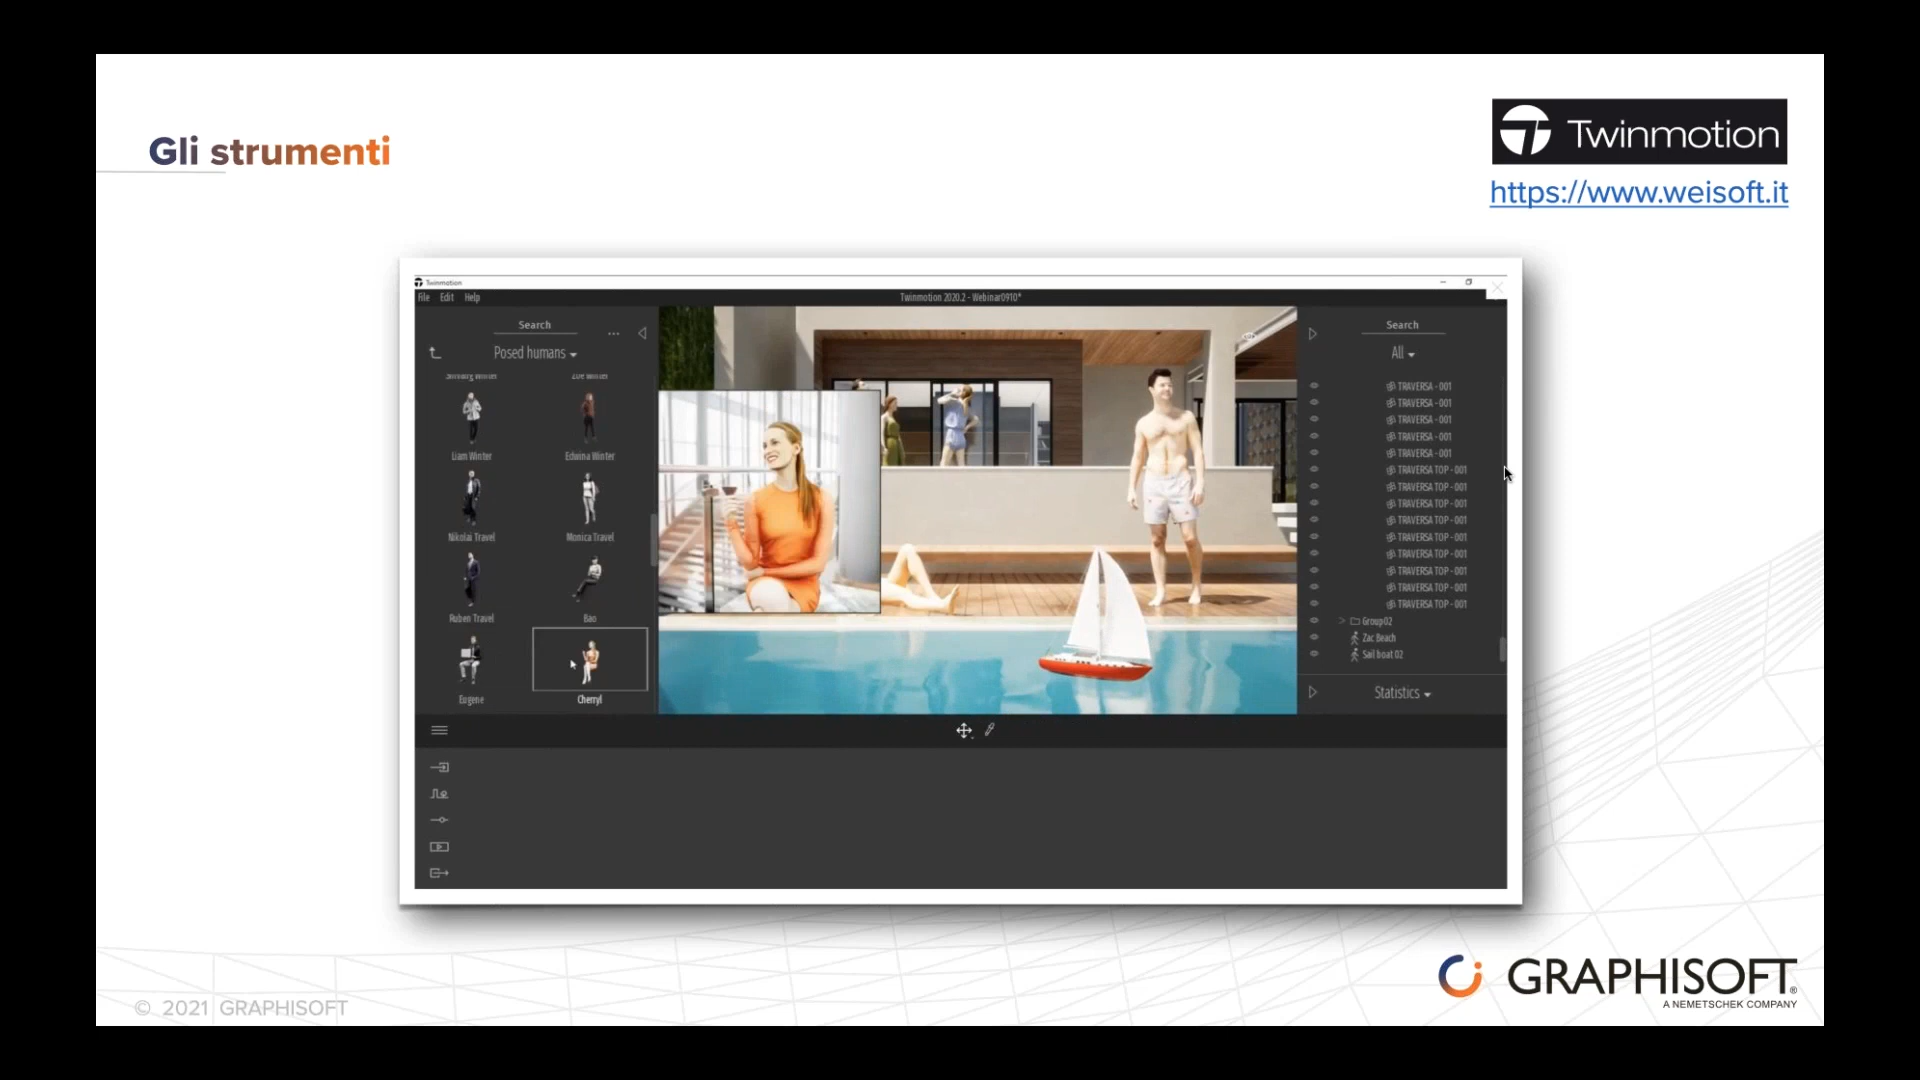 Gli strumenti
Twinmotion
https://www.weisoft.it
Twinmotion
File Edit Help
Twinmotion 2020.2 - Webinar0910*
Search
Posed humans
Zoe Winter
Liam Winter
Edwina Winter
Nikolai Travel
Monica Travel
Ruben Travel
Bao
Eugene
Cherryl
Search
All
TRAVERSA - 001
TRAVERSA - 001
TRAVERSA - 001
TRAVERSA - 001
TRAVERSA - 001
TRAVERSA TOP - 001
TRAVERSA TOP - 001
TRAVERSA TOP - 001
TRAVERSA TOP - 001
TRAVERSA TOP - 001
TRAVERSA TOP - 001
TRAVERSA TOP - 001
TRAVERSA TOP - 001
TRAVERSA TOP - 001
Group02
Zac Beach
Sail boat 02
Statistics
GRAPHISOFT®
A NEMETSCHEK COMPANY
© 2021 GRAPHISOFT